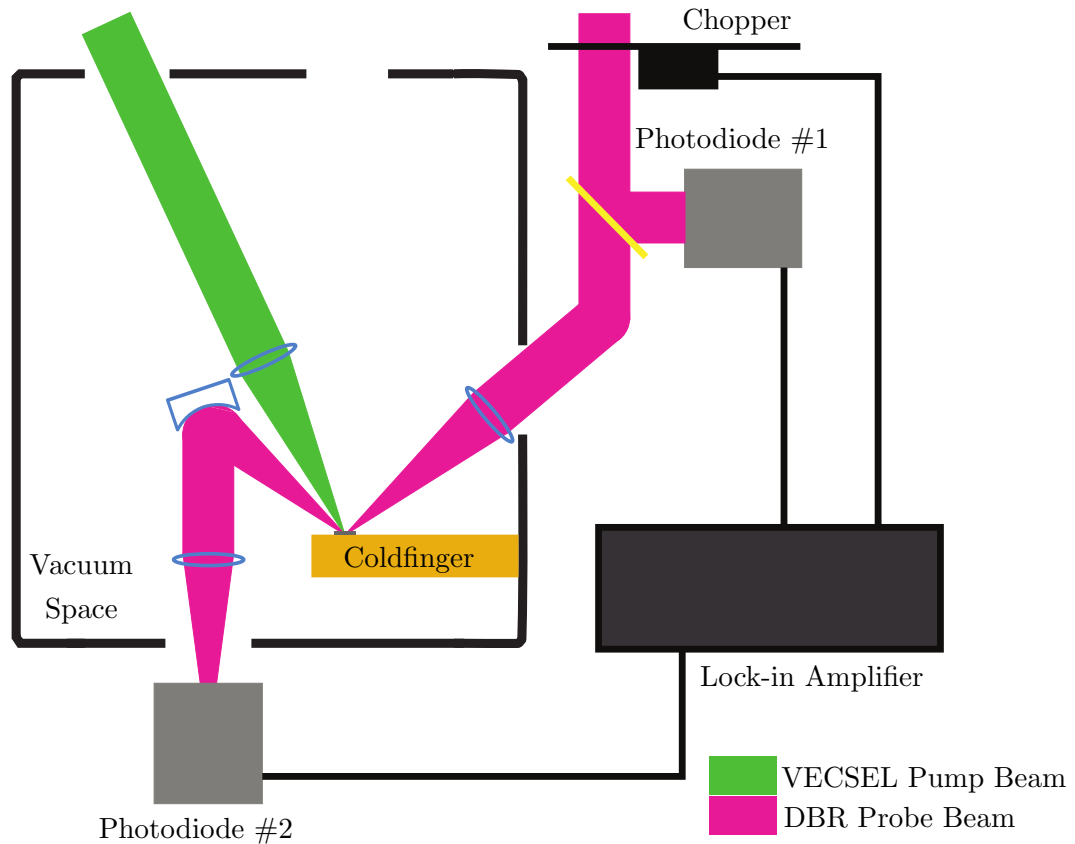 Chopper
Photodiode #1
Coldfinger
Vacuum
Space
Lock-in Amplifier
VECSEL Pump Beam
DBR Probe Beam
Photodiode #2